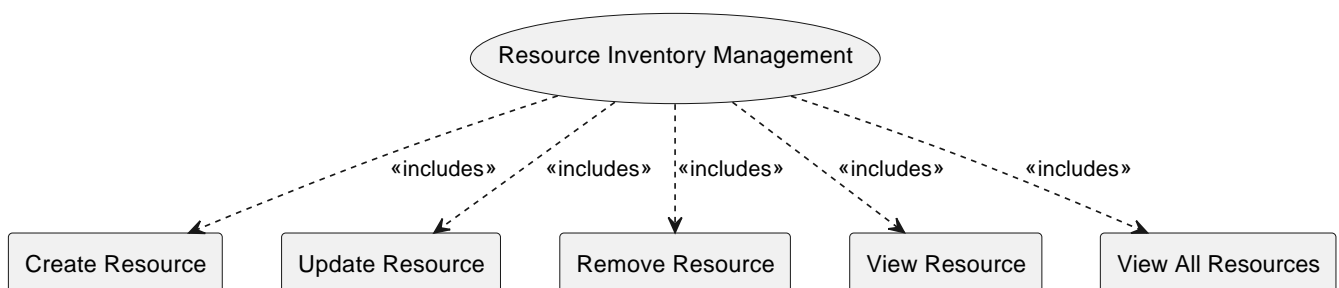 Resource Inventory Management
«includes» «includes» «includes» «includes» «includes»
Create Resource Update Resource Remove Resource View Resource View All Resources